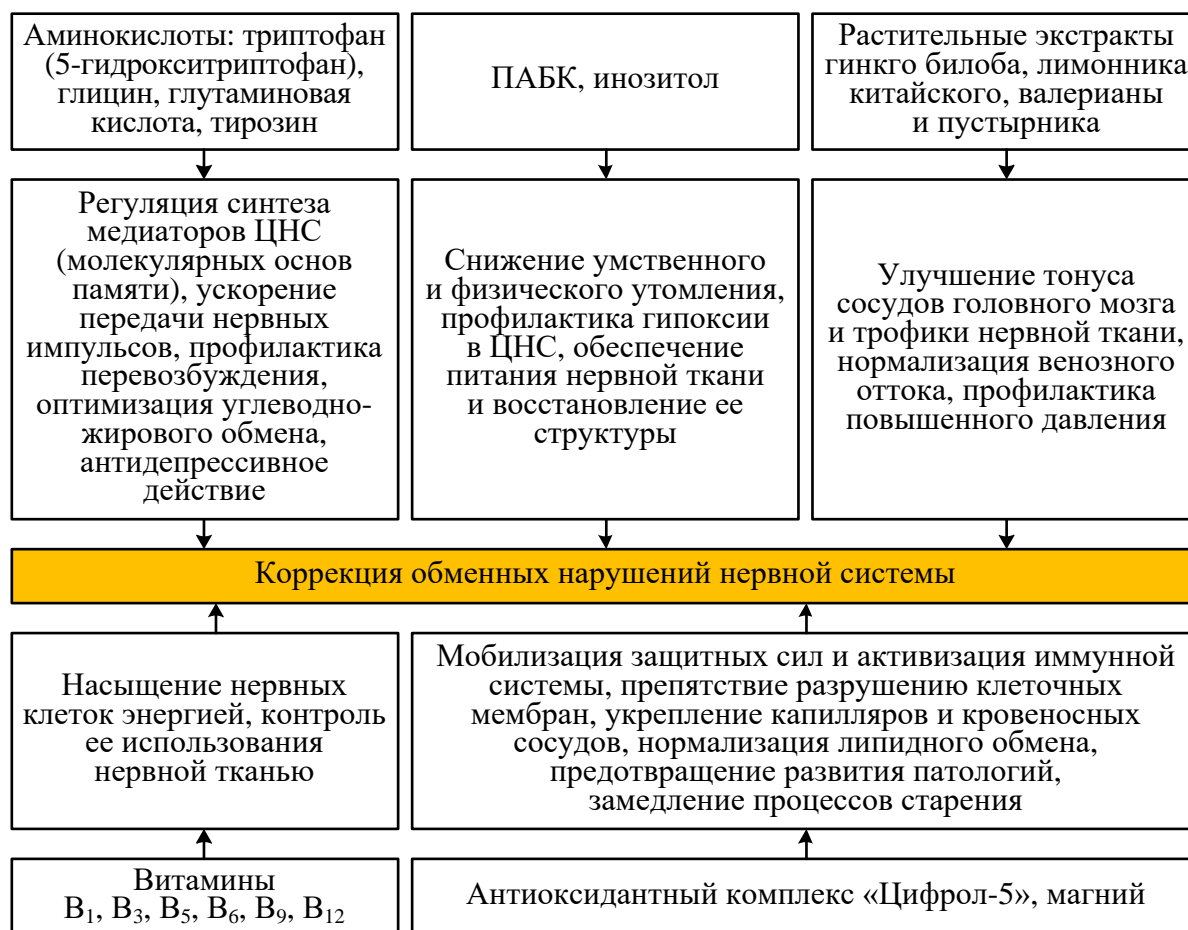 Аминокислоты: триптофан
(5-гидрокситриптофан),
глицин, глутаминовая
кислота, тирозин
ПАБК, инозитол
Растительные экстракты
гинкго билоба, лимонника
китайского, валерианы
и пустырника
Регуляция синтеза
медиаторов ЦНС
(молекулярных основ
памяти), ускорение
передачи нервных
импульсов, профилактика
перевозбуждения,
оптимизация углеводно-
жирового обмена,
антидепрессивное
действие
Снижение умственного
и физического утомления,
профилактика гипоксии
в ЦНС, обеспечение
питания нервной ткани
и восстановление ее
структуры
Улучшение тонуса
сосудов головного мозга
и трофики нервной ткани,
нормализация венозного
оттока, профилактика
повышенного давления
Коррекция обменных нарушений нервной системы
Насыщение нервных
клеток энергией, контроль
ее использования
нервной тканью
Мобилизация защитных сил и активизация иммунной
системы, препятствие разрушению клеточных
мембран, укрепление капилляров и кровеносных
сосудов, нормализация липидного обмена,
предотвращение развития патологий,
замедление процессов старения
Витамины
B₁, B₃, B₅, B₆, B₉, B₁₂
Антиоксидантный комплекс «Цифрол-5», магний